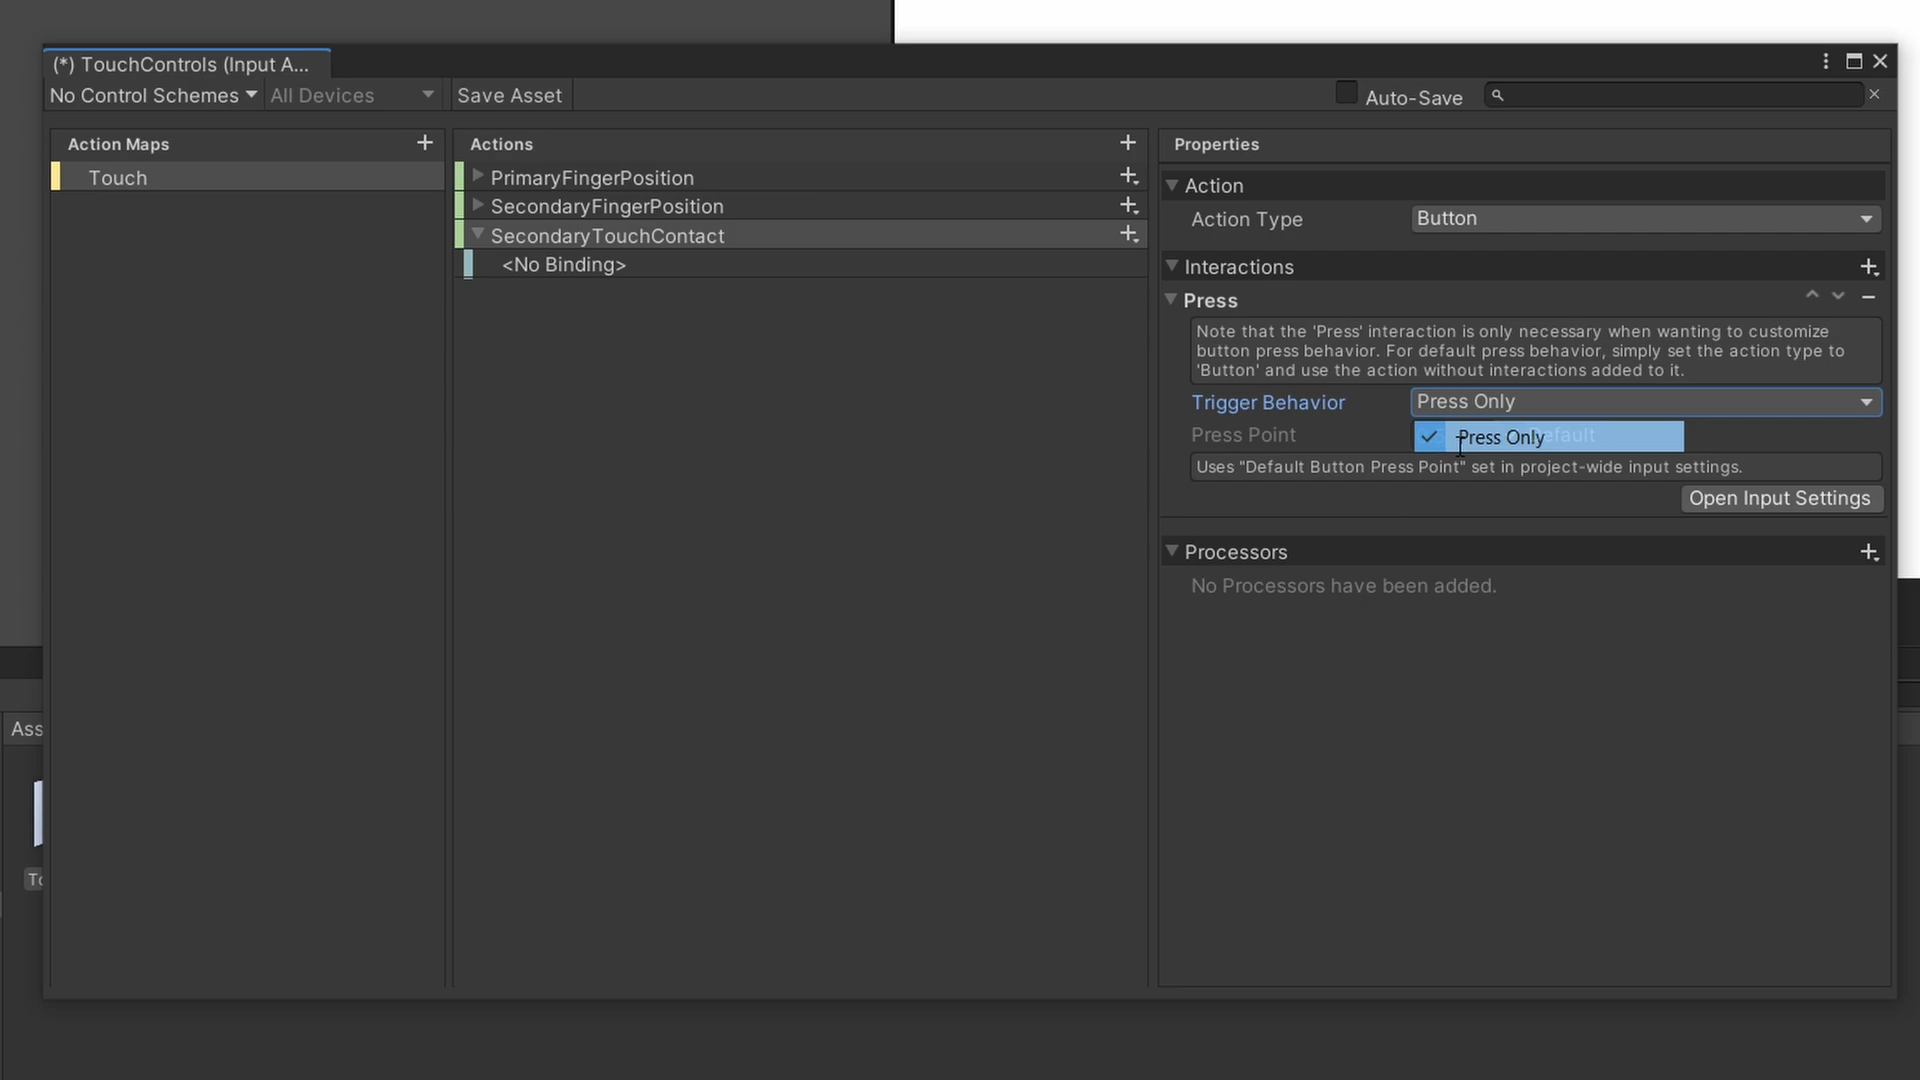 (*) TouchControls (Input A...
No Control Schemes
All Devices
Save Asset
Auto-Save
Action Maps
Touch
Actions
PrimaryFingerPosition
SecondaryFingerPosition
SecondaryTouchContact
<No Binding>
Properties
Action
Action Type
Button
Interactions
Press
Note that the 'Press' interaction is only necessary when wanting to customize
button press behavior. For default press behavior, simply set the action type to
'Button' and use the action without interactions added to it.
Trigger Behavior
Press Only
Press Point
Press Only
Default
Uses "Default Button Press Point" set in project-wide input settings.
Open Input Settings
Processors
No Processors have been added.
Ass
To